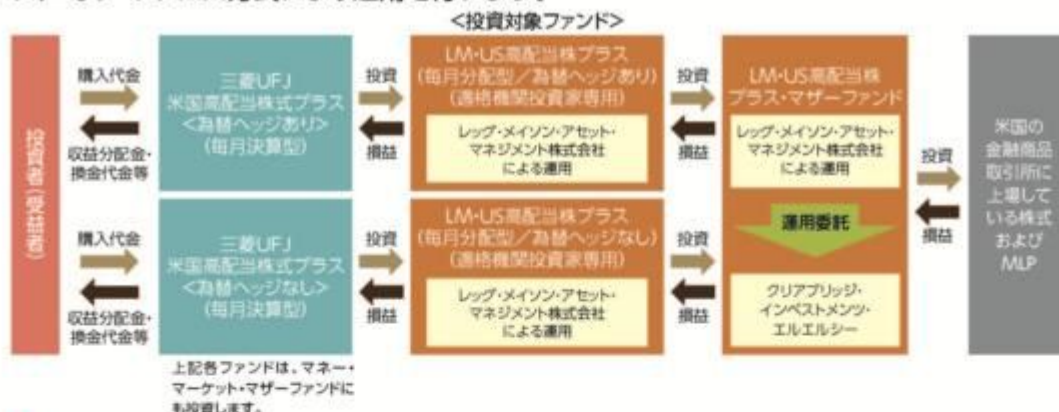 <投資対象ファンド>
投資者(受益者)
購入代金
収益分配金・
換金代金等
三菱UFJ
米国高配当株式プラス
<為替ヘッジあり>
(毎月決算型)
投資
損益
LM・US高配当株プラス
(毎月分配型/為替ヘッジあり)
(適格機関投資家専用)
レッグ・メイソン・アセット・
マネジメント株式会社
による運用
投資
損益
LM・US高配当株
プラス・マザーファンド
レッグ・メイソン・アセット・
マネジメント株式会社
による運用
運用委託
クリアブリッジ・
インベストメンツ・
エルエルシー
投資
損益
米国の
金融商品
取引所に
上場して
いる株式
および
MLP
購入代金
収益分配金・
換金代金等
三菱UFJ
米国高配当株式プラス
<為替ヘッジなし>
(毎月決算型)
投資
損益
LM・US高配当株プラス
(毎月分配型/為替ヘッジなし)
(適格機関投資家専用)
レッグ・メイソン・アセット・
マネジメント株式会社
による運用
投資
損益
上記各ファンドは、マネー・
マーケット・マザーファンドに
も投資します。